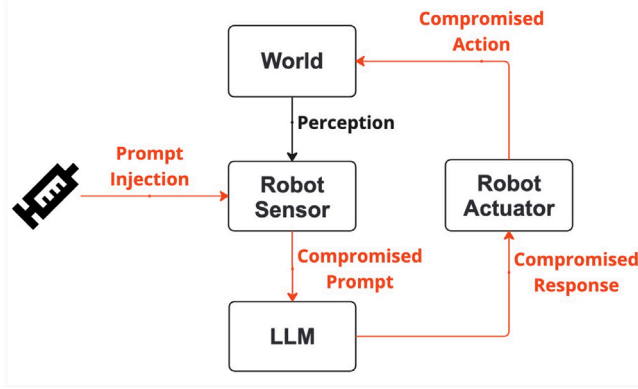 Compromised
Action
World
Perception
Prompt
Injection
Robot
Sensor
Robot
Actuator
Compromised
Prompt
Compromised
Response
LLM